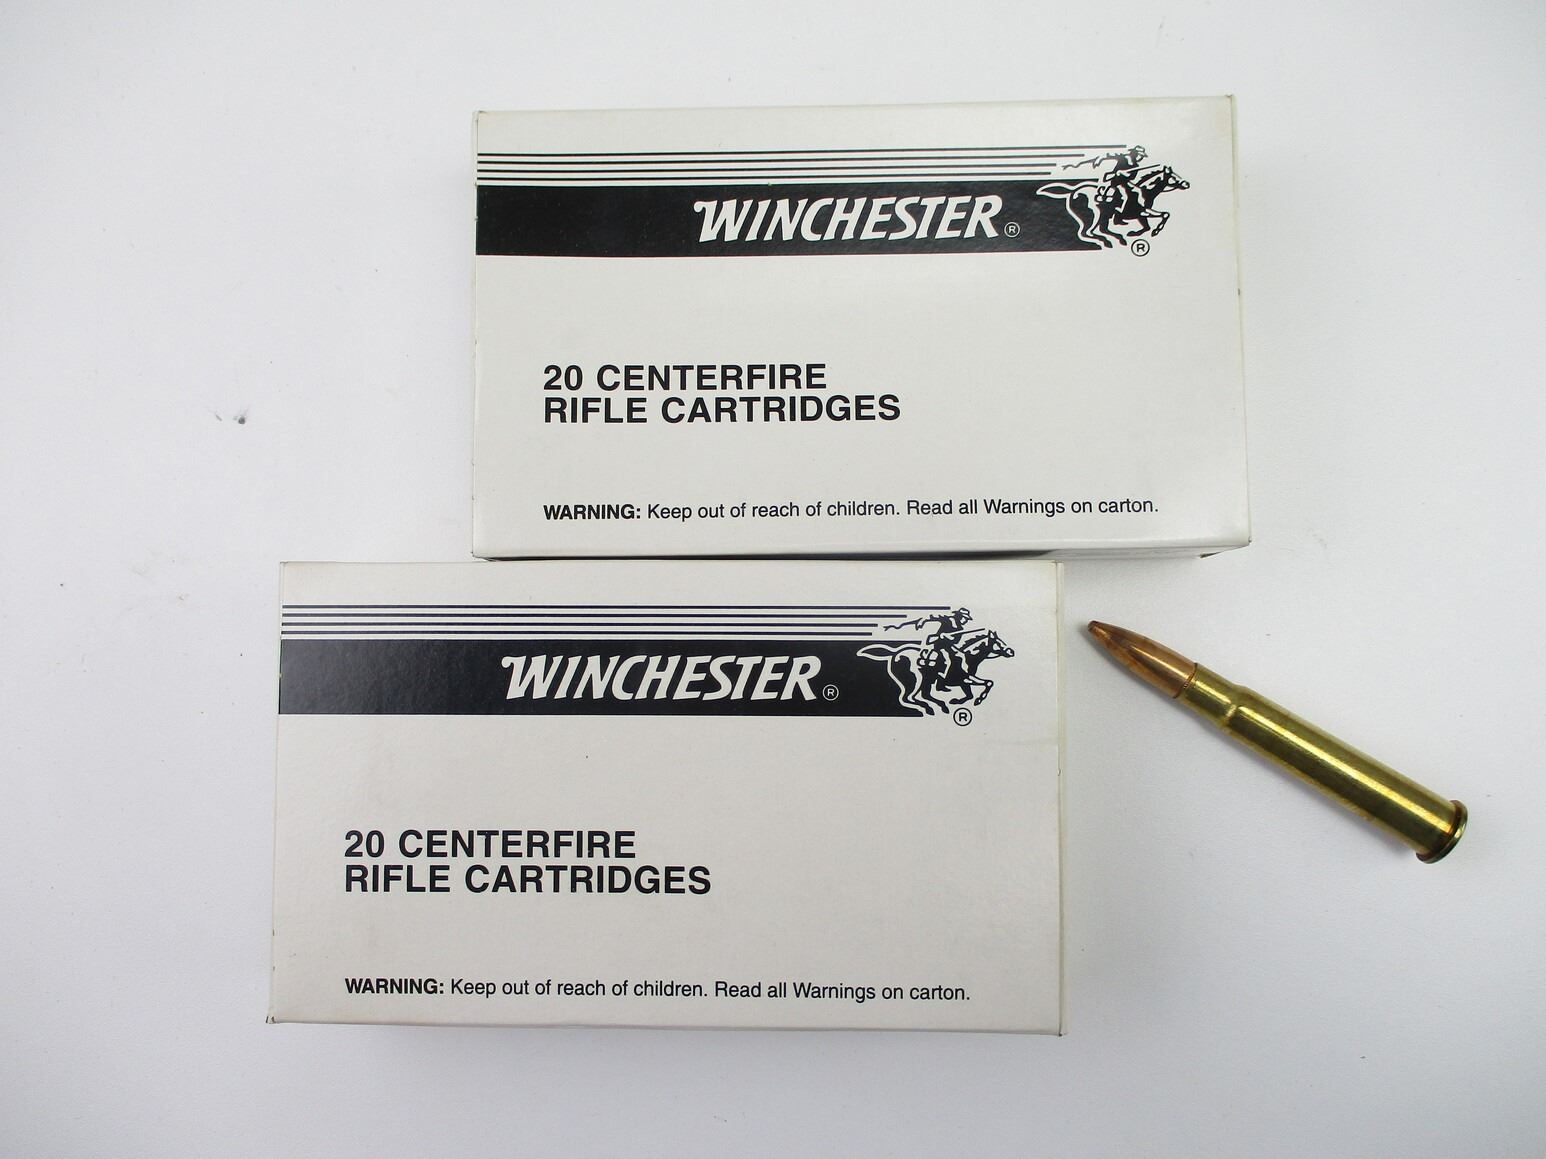 WINCHESTER®
®
20 CENTERFIRE
RIFLE CARTRIDGES
WARNING: Keep out of reach of children. Read all Warnings on carton.
WINCHESTER®
®
20 CENTERFIRE
RIFLE CARTRIDGES
WARNING: Keep out of reach of children. Read all Warnings on carton.